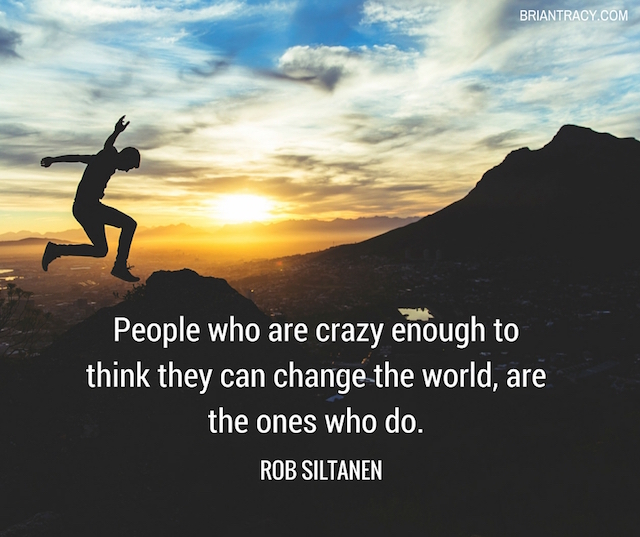 BRIANTRACY.COM
People who are crazy enough to
think they can change the world, are
the ones who do.
ROB SILTANEN